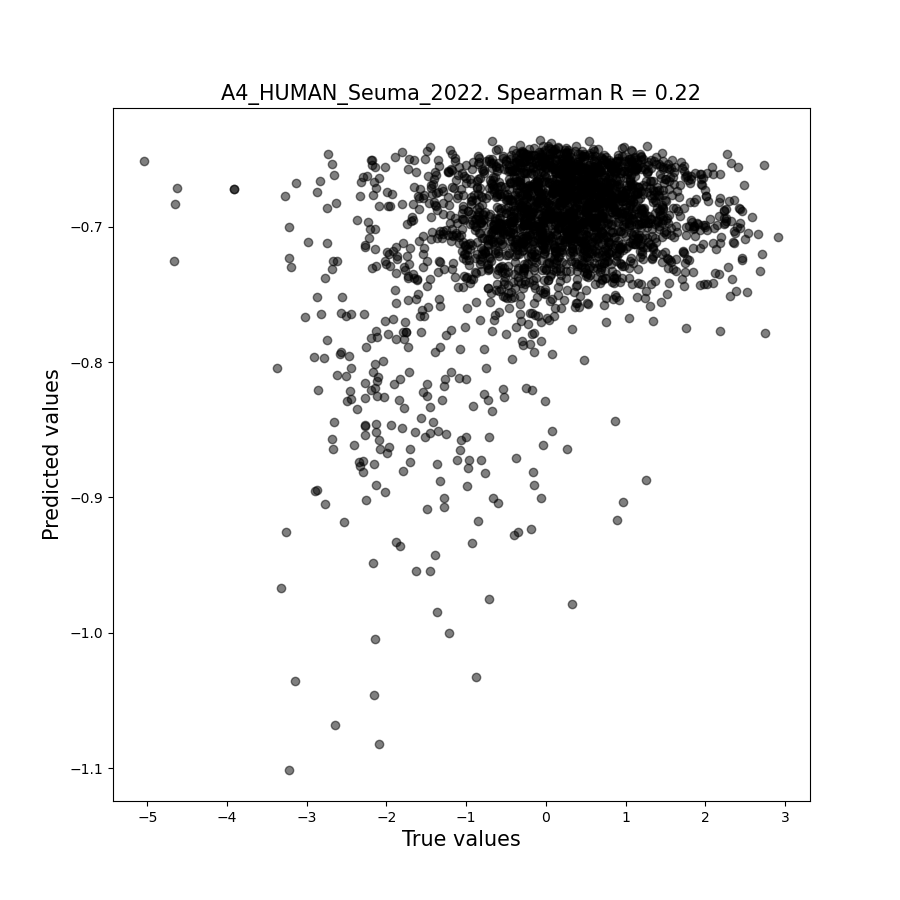 A4_HUMAN_Seuma_2022. Spearman R = 0.22
Predicted values
−0.7
−0.8
−0.9
−1.0
−1.1
−5 −4 −3 −2 −1 0 1 2 3
True values